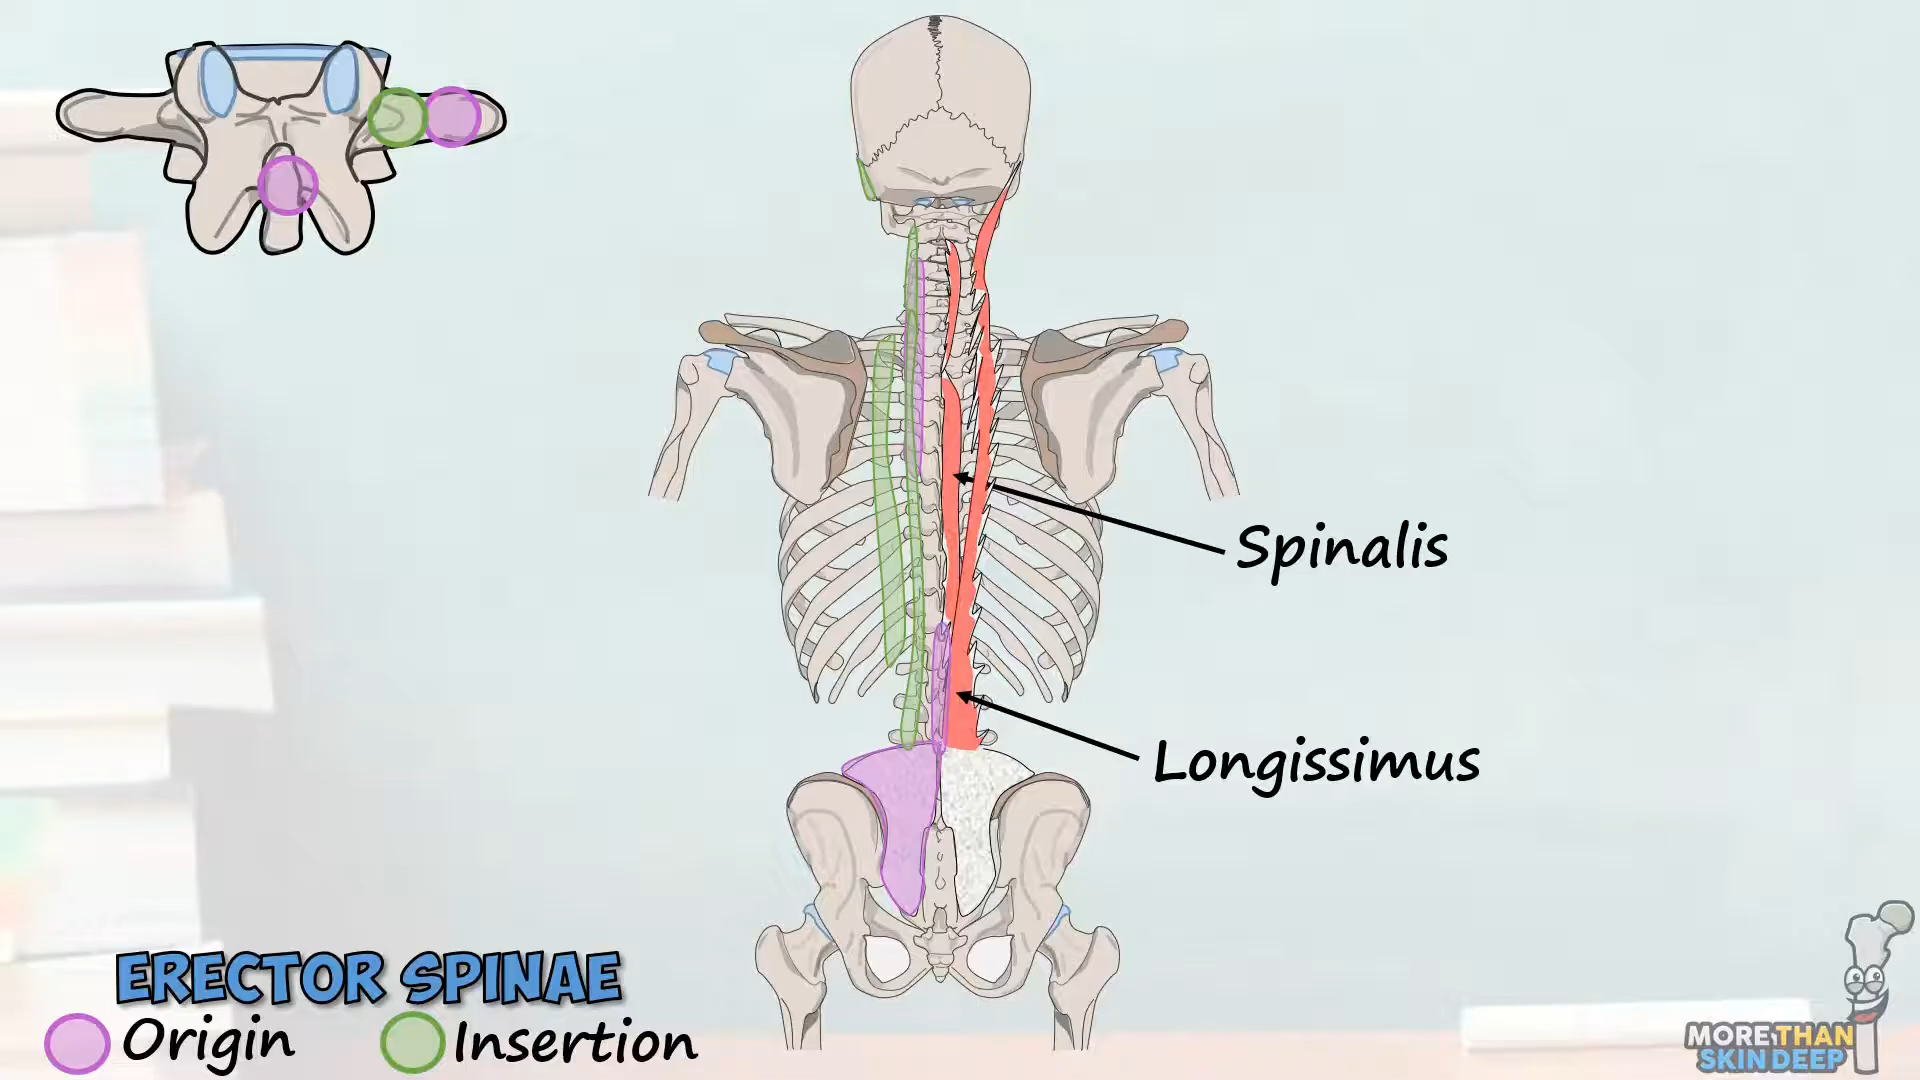 Spinalis
Longissimus
ERECTOR SPINAE
Origin
Insertion
MORE THAN
SKIN DEEP